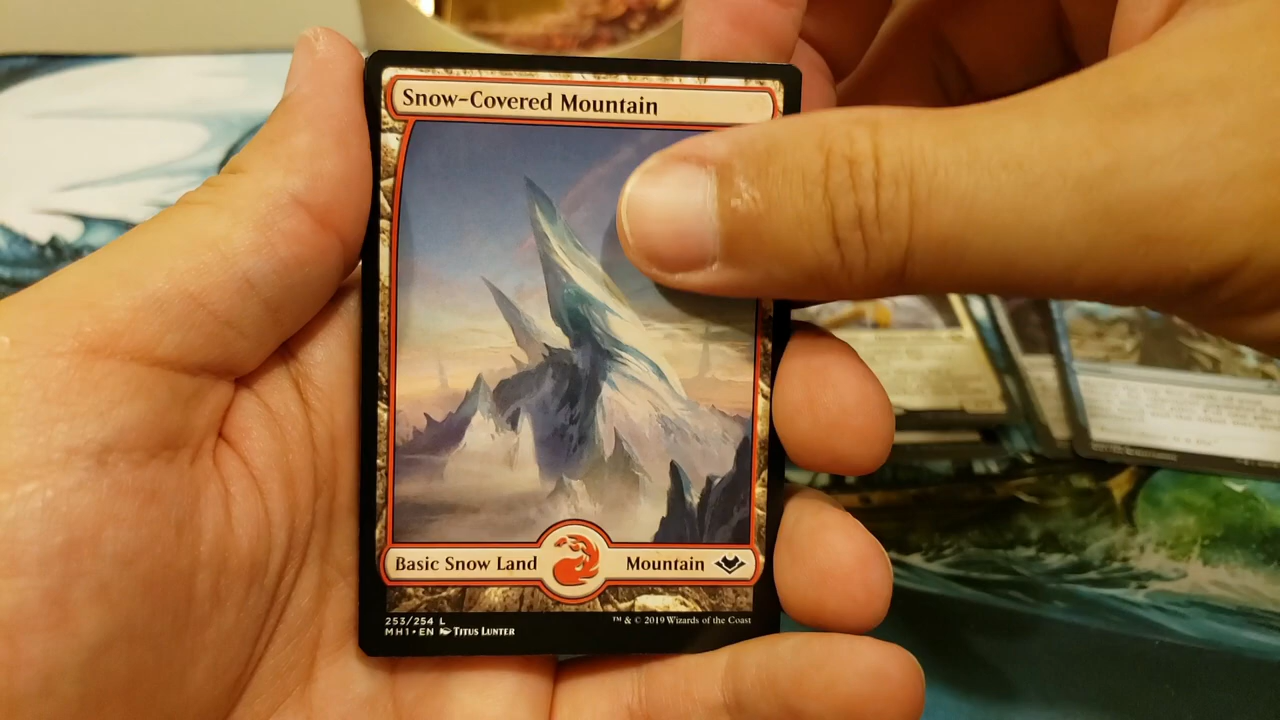 Snow-Covered Mountain
Basic Snow Land Mountain
253/254 L
MH1•EN Titus Lunter
™ & © 2019 Wizards of the Coast